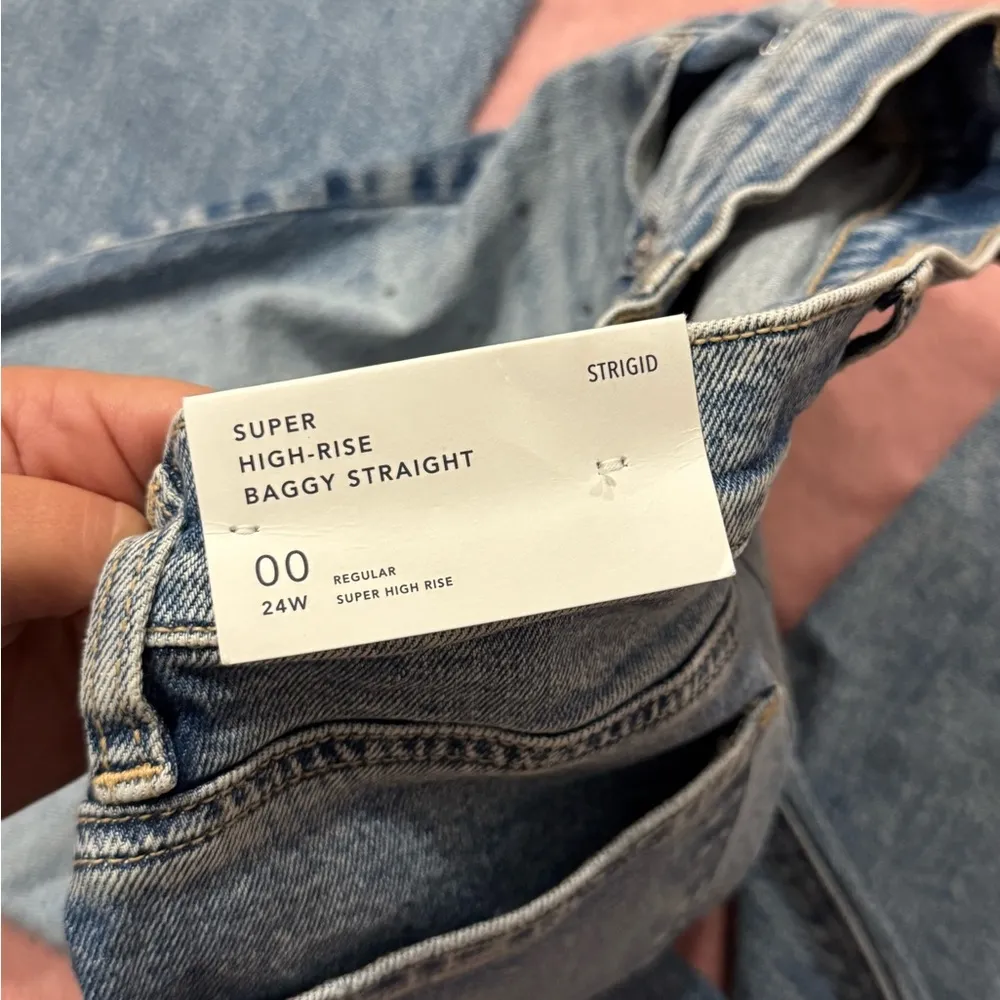 STRIGID
SUPER
HIGH-RISE
BAGGY STRAIGHT
00
24W
REGULAR
SUPER HIGH RISE